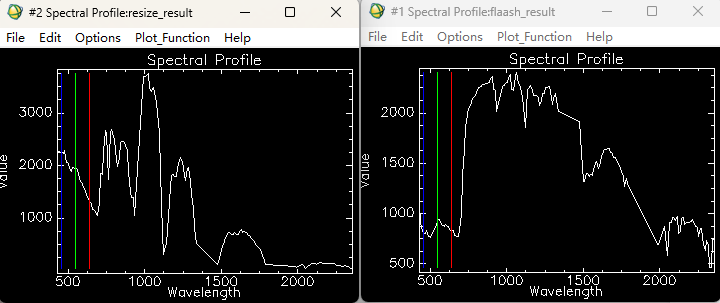 #2 Spectral Profile:resize_result
File Edit Options Plot_Function Help
Spectral Profile
3000
2000
1000
Value
500 1000 1500 2000
Wavelength
#1 Spectral Profile:flaash_result
File Edit Options Plot_Function Help
Spectral Profile
2000
1500
1000
500
Value
500 1000 1500 2000
Wavelength